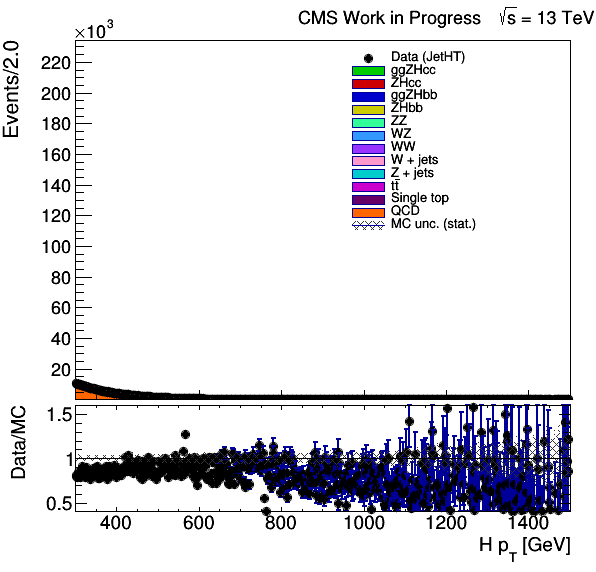 CMS Work in Progress √s = 13 TeV
×10³
Events/2.0
220
200
180
160
140
120
100
80
60
40
20
Data (JetHT)
ggZHcc
ZHcc
ggZHbb
ZHbb
ZZ
WZ
WW
W + jets
Z + jets
tt̄
Single top
QCD
MC unc. (stat.)
Data/MC
1.5
1
0.5
400 600 800 1000 1200 1400
H p_T [GeV]